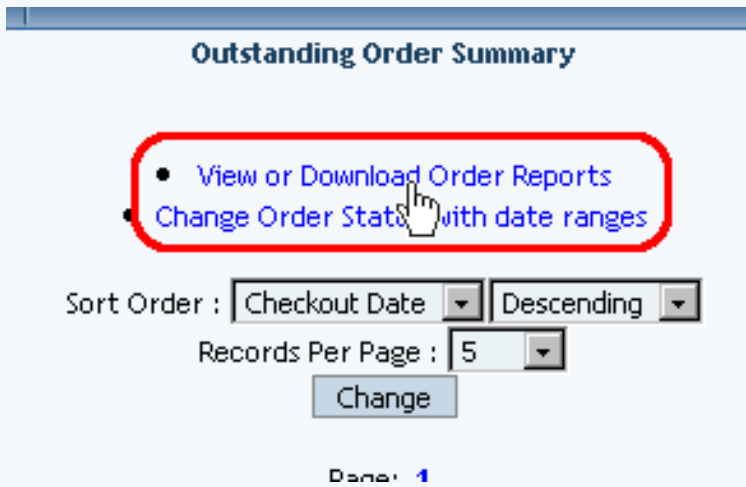 Outstanding Order Summary
• View or Download Order Reports
• Change Order Status with date ranges
Sort Order : Checkout Date Descending
Records Per Page : 5
Change
Page: 1